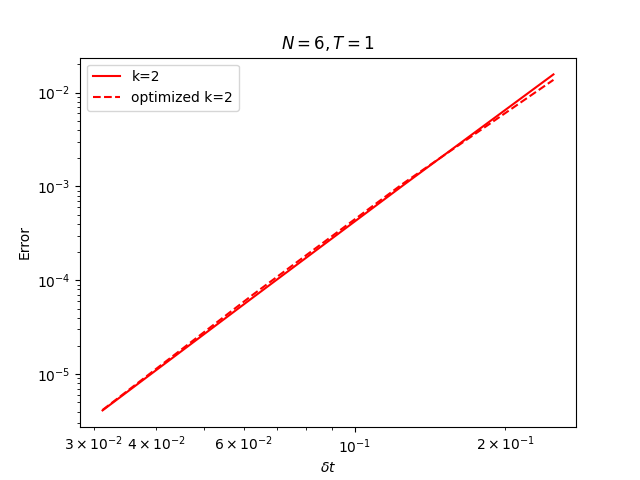 N = 6, T = 1
k=2
optimized k=2
Error
10⁻²
10⁻³
10⁻⁴
10⁻⁵
3 × 10⁻² 4 × 10⁻² 6 × 10⁻² 10⁻¹ 2 × 10⁻¹
δt